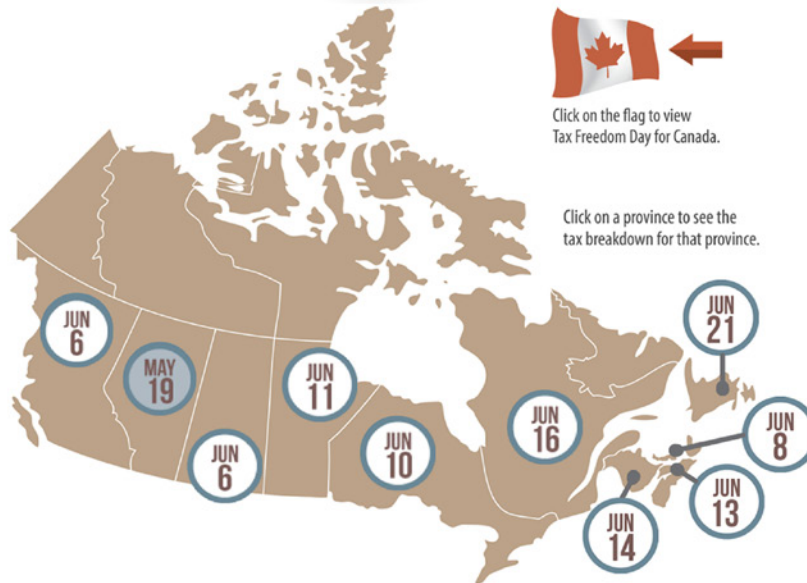 Click on the flag to view
Tax Freedom Day for Canada.
Click on a province to see the
tax breakdown for that province.
JUN
6
MAY
19
JUN
6
JUN
11
JUN
10
JUN
16
JUN
21
JUN
8
JUN
13
JUN
14